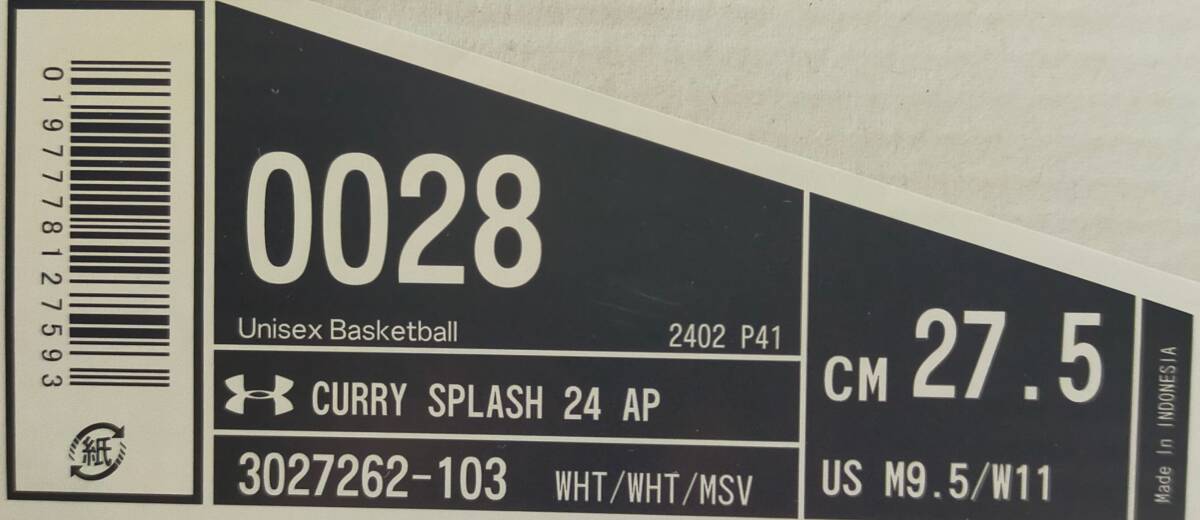 0197778127593
紙
0028
Unisex Basketball
2402 P41
CURRY SPLASH 24 AP
3027262-103
WHT/WHT/MSV
CM 27.5
US M9.5/W11
Made In INDONESIA